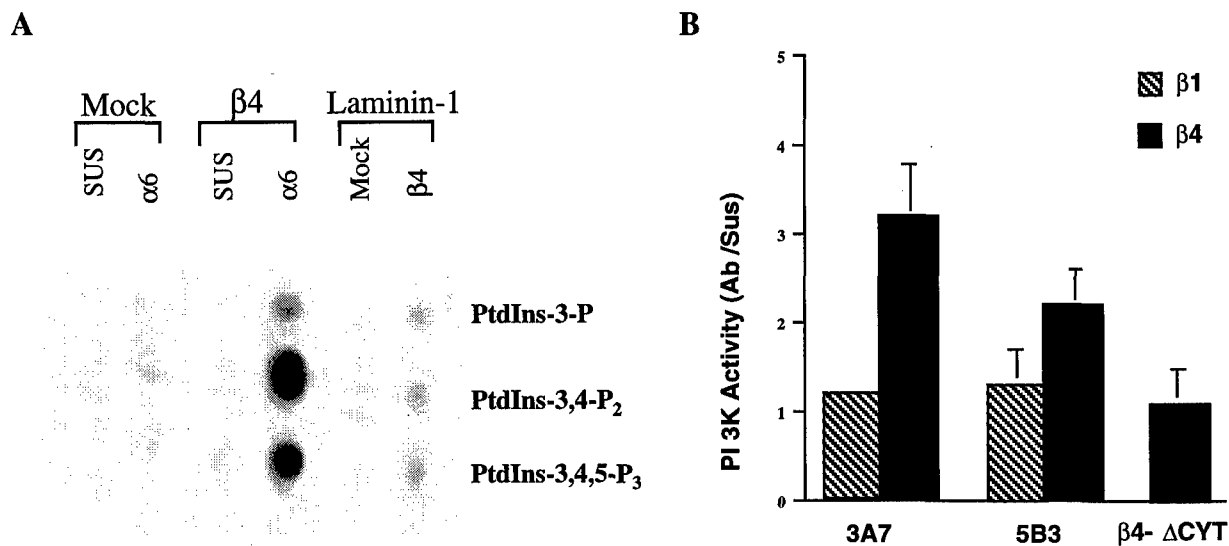 A
Mock β4 Laminin-1
SUS α6 SUS α6 Mock β4
PtdIns-3-P
PtdIns-3,4-P₂
PtdIns-3,4,5-P₃
B
PI 3K Activity (Ab /Sus)
5
4
3
2
1
0
β1
β4
3A7 5B3 β4- ΔCYT